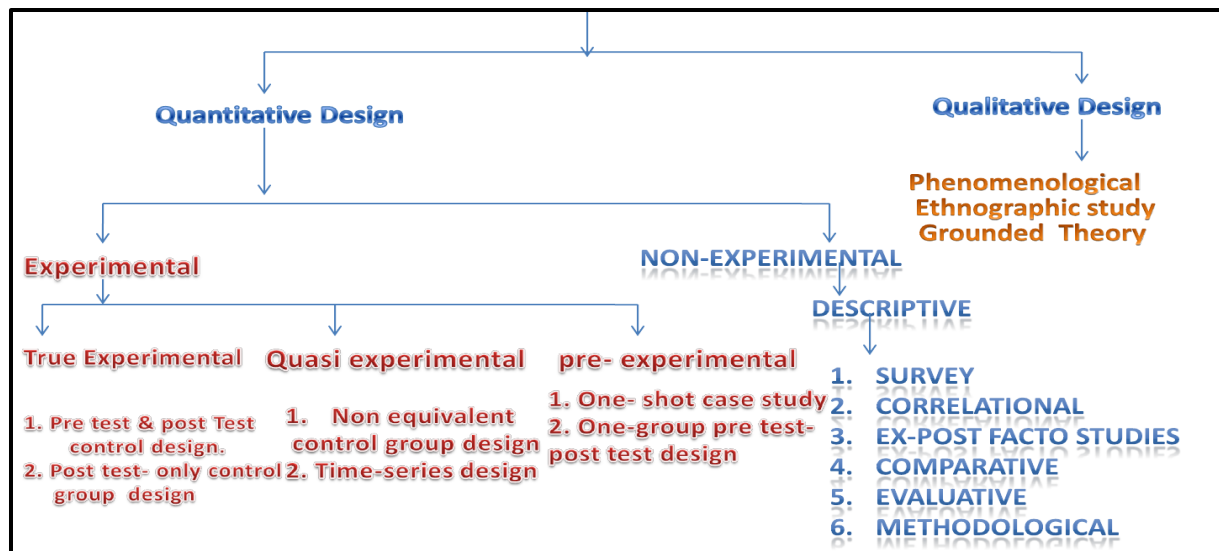 Quantitative Design
Qualitative Design
Phenomenological
Ethnographic study
Grounded Theory
Experimental
NON-EXPERIMENTAL
DESCRIPTIVE
True Experimental
1. Pre test & post Test
control design.
2. Post test- only control
group design
Quasi experimental
1. Non equivalent
control group design
2. Time-series design
pre- experimental
1. One- shot case study
2. One-group pre test-
post test design
1. SURVEY
2. CORRELATIONAL
3. EX-POST FACTO STUDIES
4. COMPARATIVE
5. EVALUATIVE
6. METHODOLOGICAL